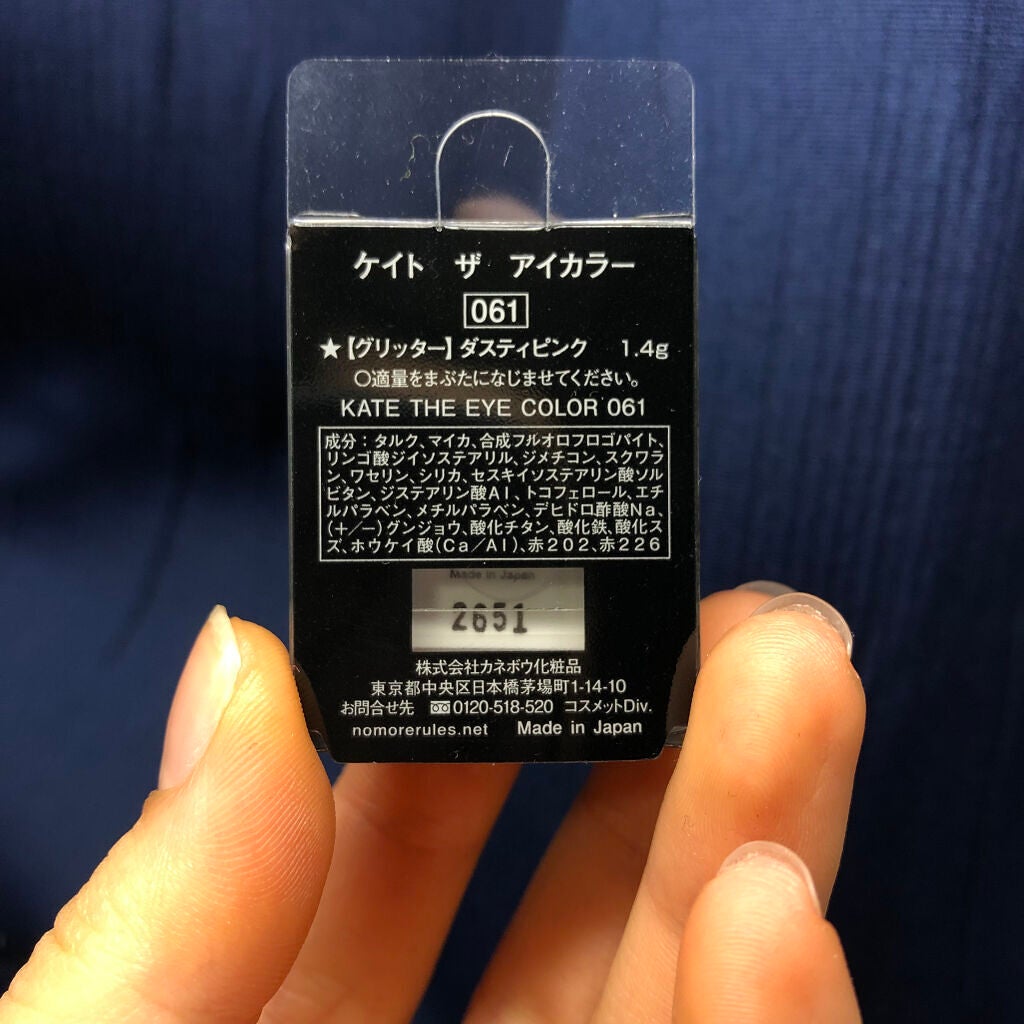 ケイト ザ アイカラー
061
★【グリッター】ダスティピンク 1.4g
○適量をまぶたになじませてください。
KATE THE EYE COLOR 061
成分：タルク、マイカ、合成フルオロフロゴパイト、
リンゴ酸ジイソステアリル、ジメチコン、スクワラ
ン、ワセリン、シリカ、セスキイソステアリン酸ソル
ビタン、ジステアリン酸Al、トコフェロール、エチ
ルパラベン、メチルパラベン、デヒドロ酢酸Na、
(+/-)グンジョウ、酸化チタン、酸化鉄、酸化ス
ズ、ホウケイ酸(Ca/Al)、赤202、赤226
Made in Japan
2651
株式会社カネボウ化粧品
東京都中央区日本橋茅場町1-14-10
お問合せ先 0120-518-520 コスメットDiv.
nomorerules.net Made in Japan